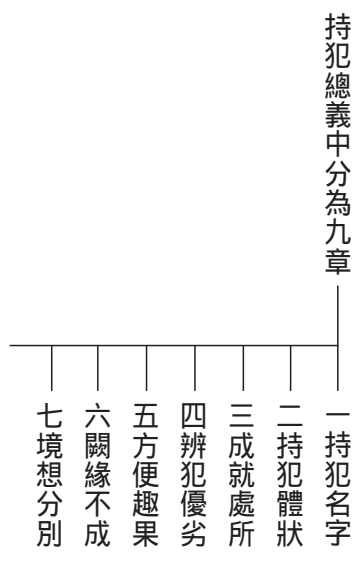 持犯總義中分為九章
一持犯名字
二持犯體狀
三成就處所
四辨犯優劣
五方便趣果
六闕緣不成
七境想分別